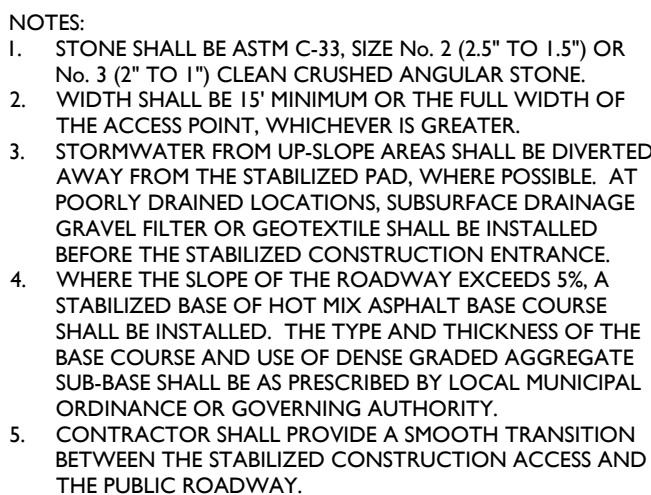 NOTES:
1. STONE SHALL BE ASTM C-33, SIZE No. 2 (2.5" TO 1.5") OR
No. 3 (2" TO 1") CLEAN CRUSHED ANGULAR STONE.
2. WIDTH SHALL BE 15' MINIMUM OR THE FULL WIDTH OF
THE ACCESS POINT, WHICHEVER IS GREATER.
3. STORMWATER FROM UP-SLOPE AREAS SHALL BE DIVERTED
AWAY FROM THE STABILIZED PAD, WHERE POSSIBLE. AT
POORLY DRAINED LOCATIONS, SUBSURFACE DRAINAGE
GRAVEL FILTER OR GEOTEXTILE SHALL BE INSTALLED
BEFORE THE STABILIZED CONSTRUCTION ENTRANCE.
4. WHERE THE SLOPE OF THE ROADWAY EXCEEDS 5%, A
STABILIZED BASE OF HOT MIX ASPHALT BASE COURSE
SHALL BE INSTALLED. THE TYPE AND THICKNESS OF THE
BASE COURSE AND USE OF DENSE GRADED AGGREGATE
SUB-BASE SHALL BE AS PRESCRIBED BY LOCAL MUNICIPAL
ORDINANCE OR GOVERNING AUTHORITY.
5. CONTRACTOR SHALL PROVIDE A SMOOTH TRANSITION
BETWEEN THE STABILIZED CONSTRUCTION ACCESS AND
THE PUBLIC ROADWAY.